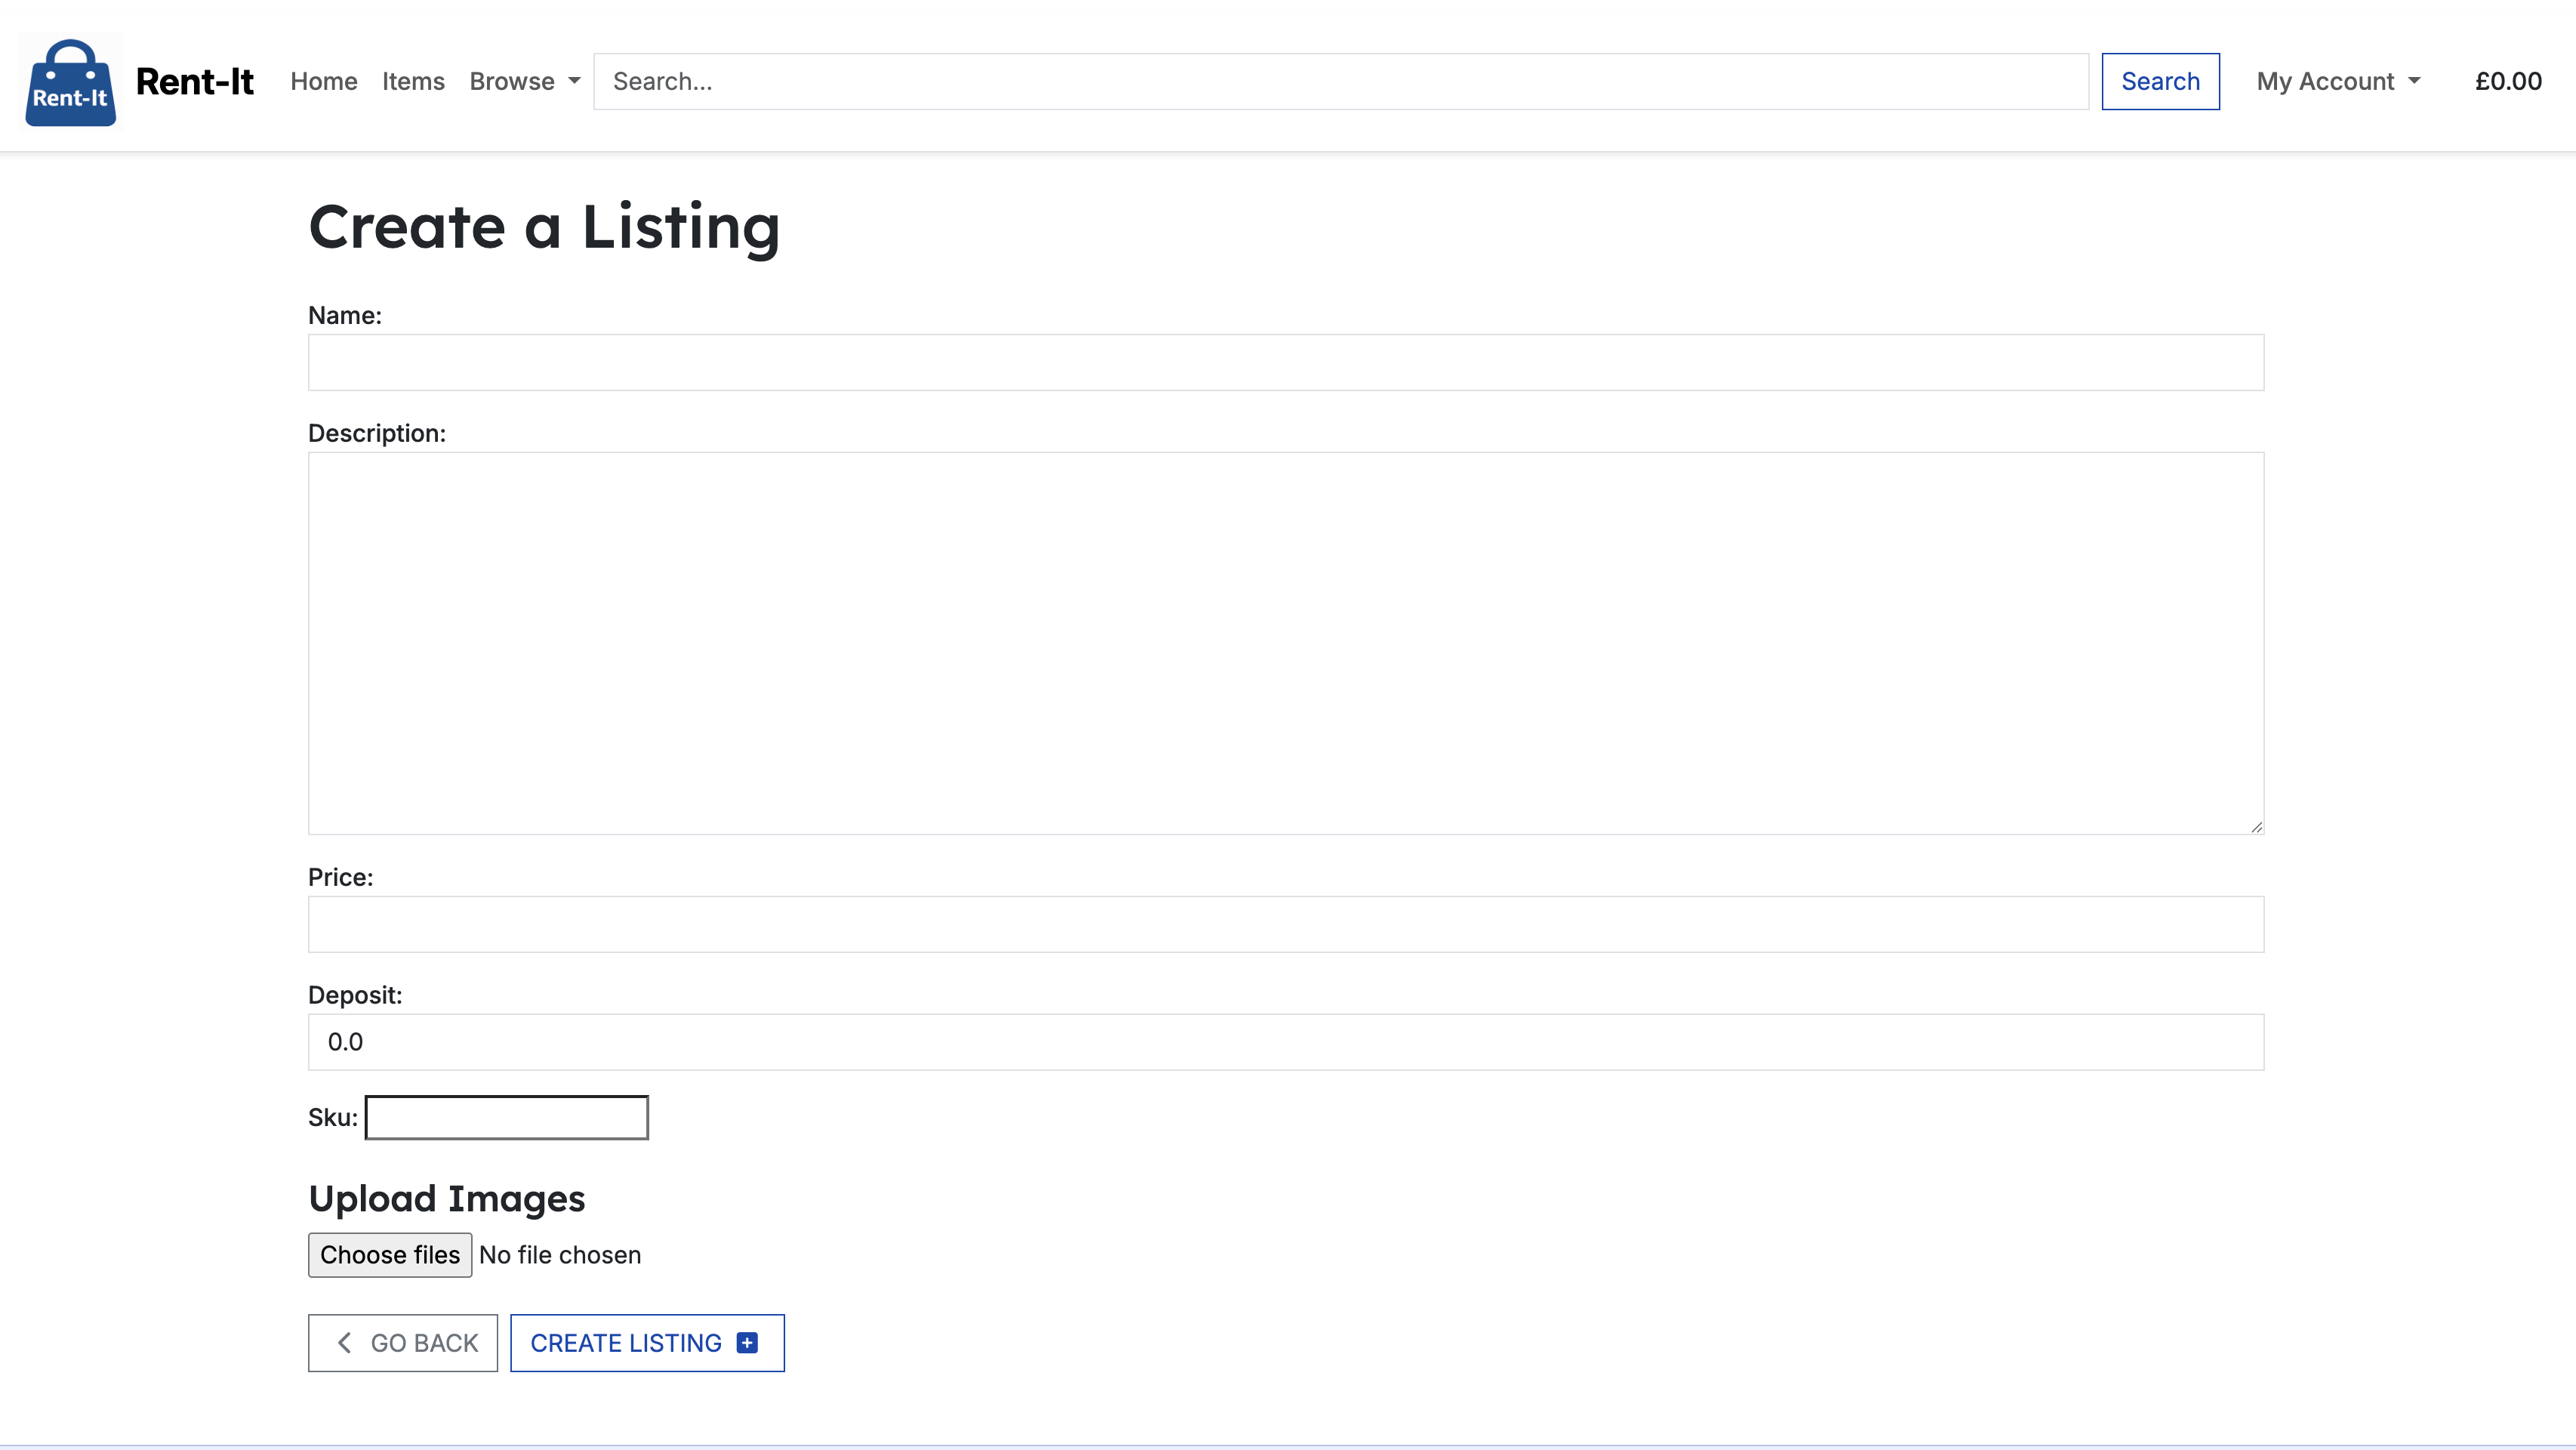 Rent-It
Rent-It Home Items Browse Search... Search My Account £0.00
Create a Listing
Name:
Description:
Price:
Deposit:
0.0
Sku:
Upload Images
Choose files No file chosen
GO BACK CREATE LISTING